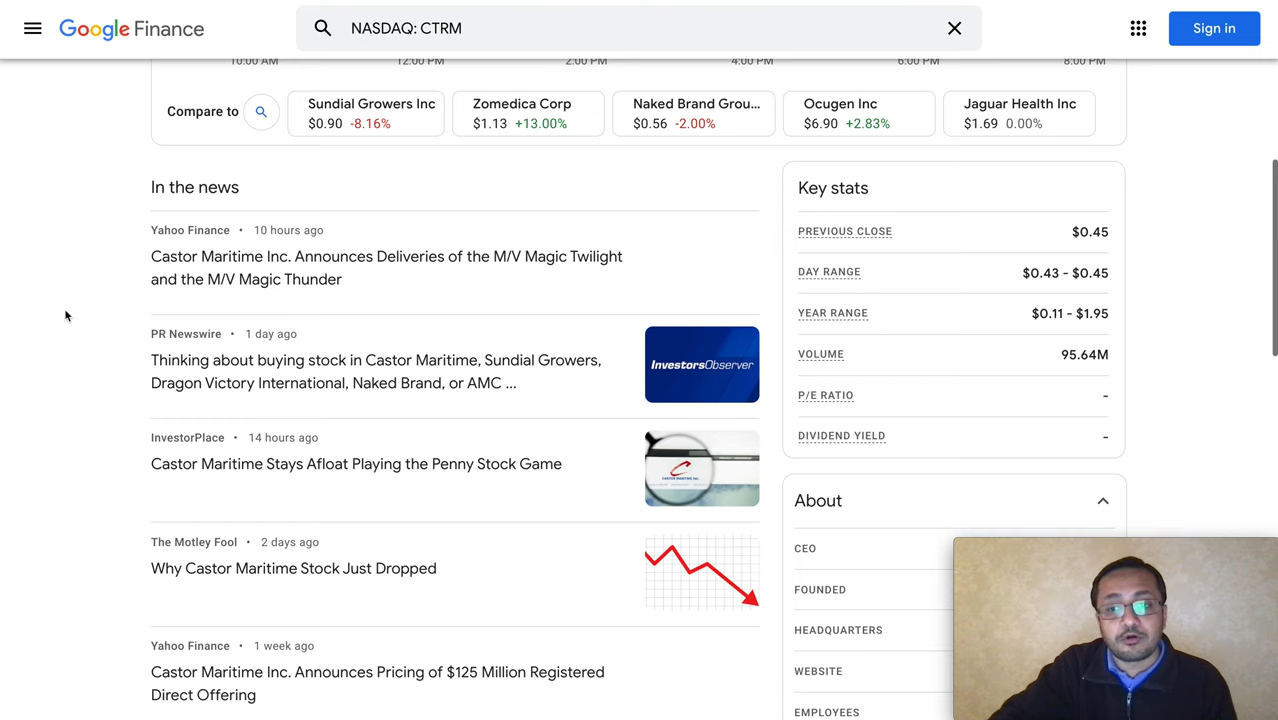 Google Finance
NASDAQ: CTRM
Sign in
10:00 AM 12:00 PM 2:00 PM 4:00 PM 6:00 PM 8:00 PM
Compare to
Sundial Growers Inc
$0.90 -8.16%
Zomedica Corp
$1.13 +13.00%
Naked Brand Grou...
$0.56 -2.00%
Ocugen Inc
$6.90 +2.83%
Jaguar Health Inc
$1.69 0.00%
In the news
Yahoo Finance • 10 hours ago
Castor Maritime Inc. Announces Deliveries of the M/V Magic Twilight
and the M/V Magic Thunder
PR Newswire • 1 day ago
Thinking about buying stock in Castor Maritime, Sundial Growers,
Dragon Victory International, Naked Brand, or AMC ...
InvestorsObserver
InvestorPlace • 14 hours ago
Castor Maritime Stays Afloat Playing the Penny Stock Game
CASTOR MARITIME INC.
The Motley Fool • 2 days ago
Why Castor Maritime Stock Just Dropped
Yahoo Finance • 1 week ago
Castor Maritime Inc. Announces Pricing of $125 Million Registered
Direct Offering
Key stats
PREVIOUS CLOSE $0.45
DAY RANGE $0.43 - $0.45
YEAR RANGE $0.11 - $1.95
VOLUME 95.64M
P/E RATIO -
DIVIDEND YIELD -
About
CEO
FOUNDED
HEADQUARTERS
WEBSITE
EMPLOYEES